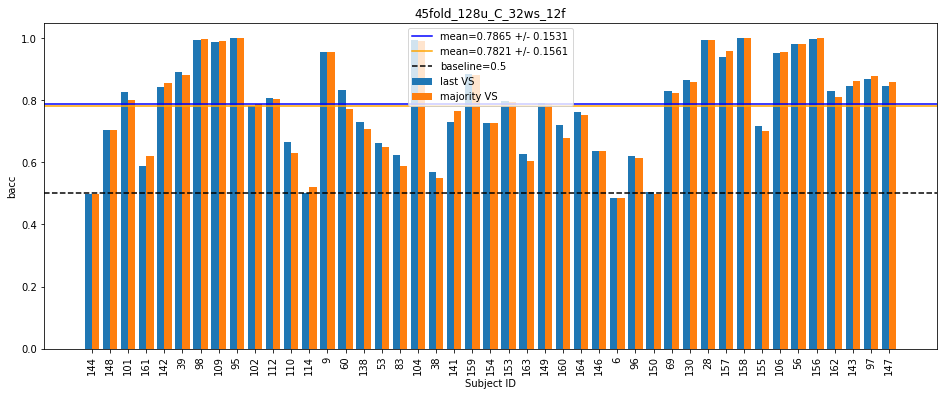 45fold_128u_C_32ws_12f
mean=0.7865 +/- 0.1531
mean=0.7821 +/- 0.1561
baseline=0.5
last VS
majority VS
bacc
1.0
0.8
0.6
0.4
0.2
0.0
144 148 101 161 142 39 98 109 95 102 112 110 114 9 60 138 53 83 104 38 141 159 154 153 163 149 160 164 146 6 96 150 69 130 28 157 158 155 106 56 156 162 143 97 147
Subject ID